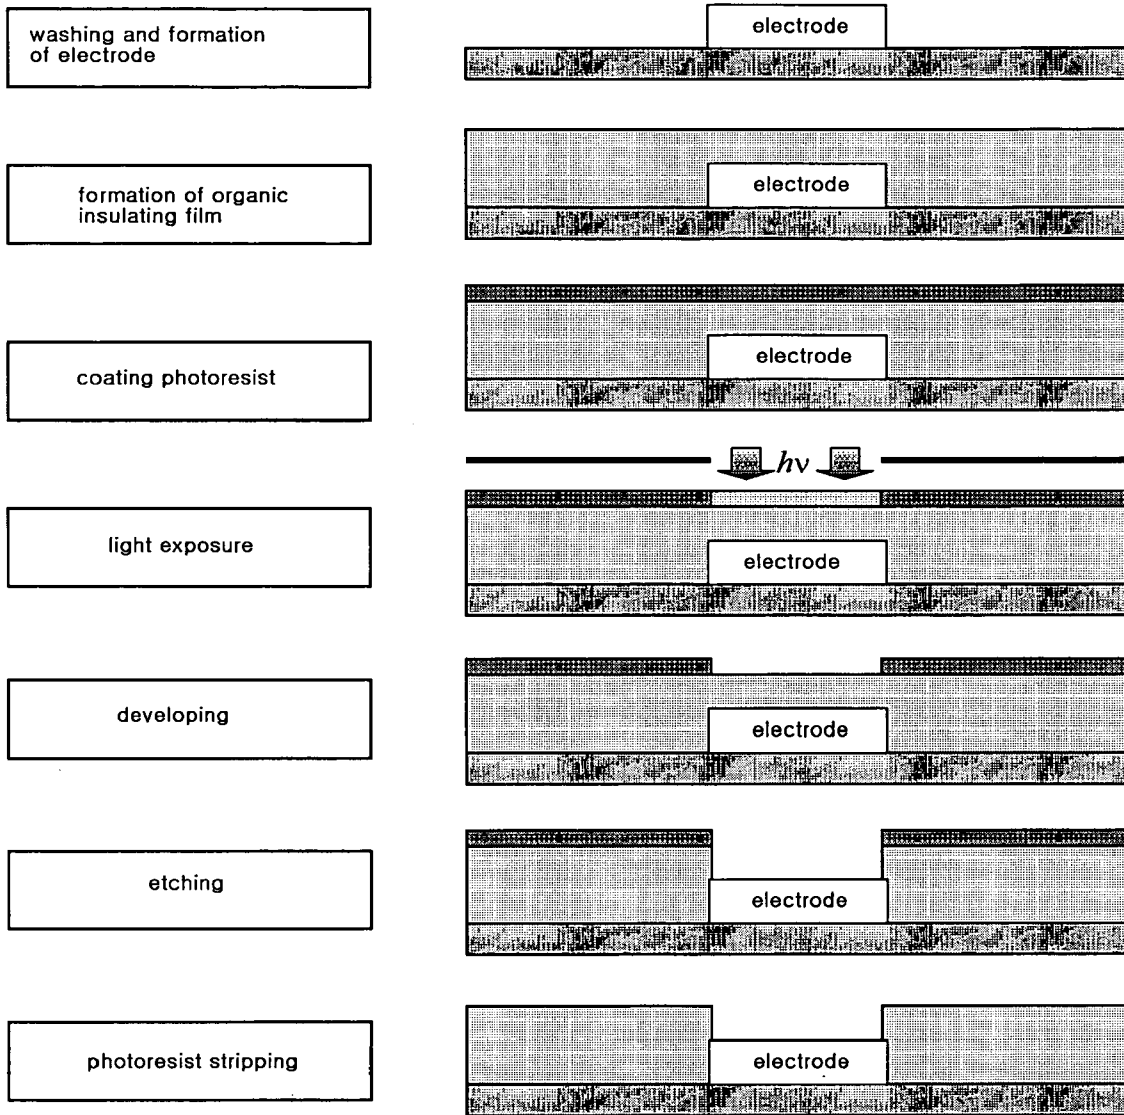 washing and formation
of electrode
electrode
formation of organic
insulating film
electrode
coating photoresist
electrode
hν
light exposure
electrode
developing
electrode
etching
electrode
photoresist stripping
electrode